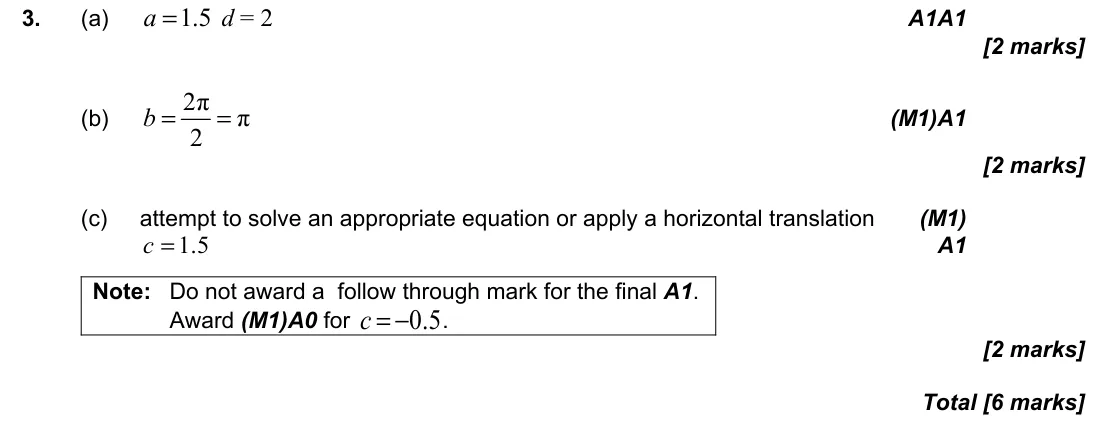 3. (a) a = 1.5 d = 2 A1A1
[2 marks]
(b) b = 2π/2 = π (M1)A1
[2 marks]
(c) attempt to solve an appropriate equation or apply a horizontal translation (M1)
c = 1.5 A1
Note: Do not award a follow through mark for the final A1.
Award (M1)A0 for c = −0.5.
[2 marks]
Total [6 marks]